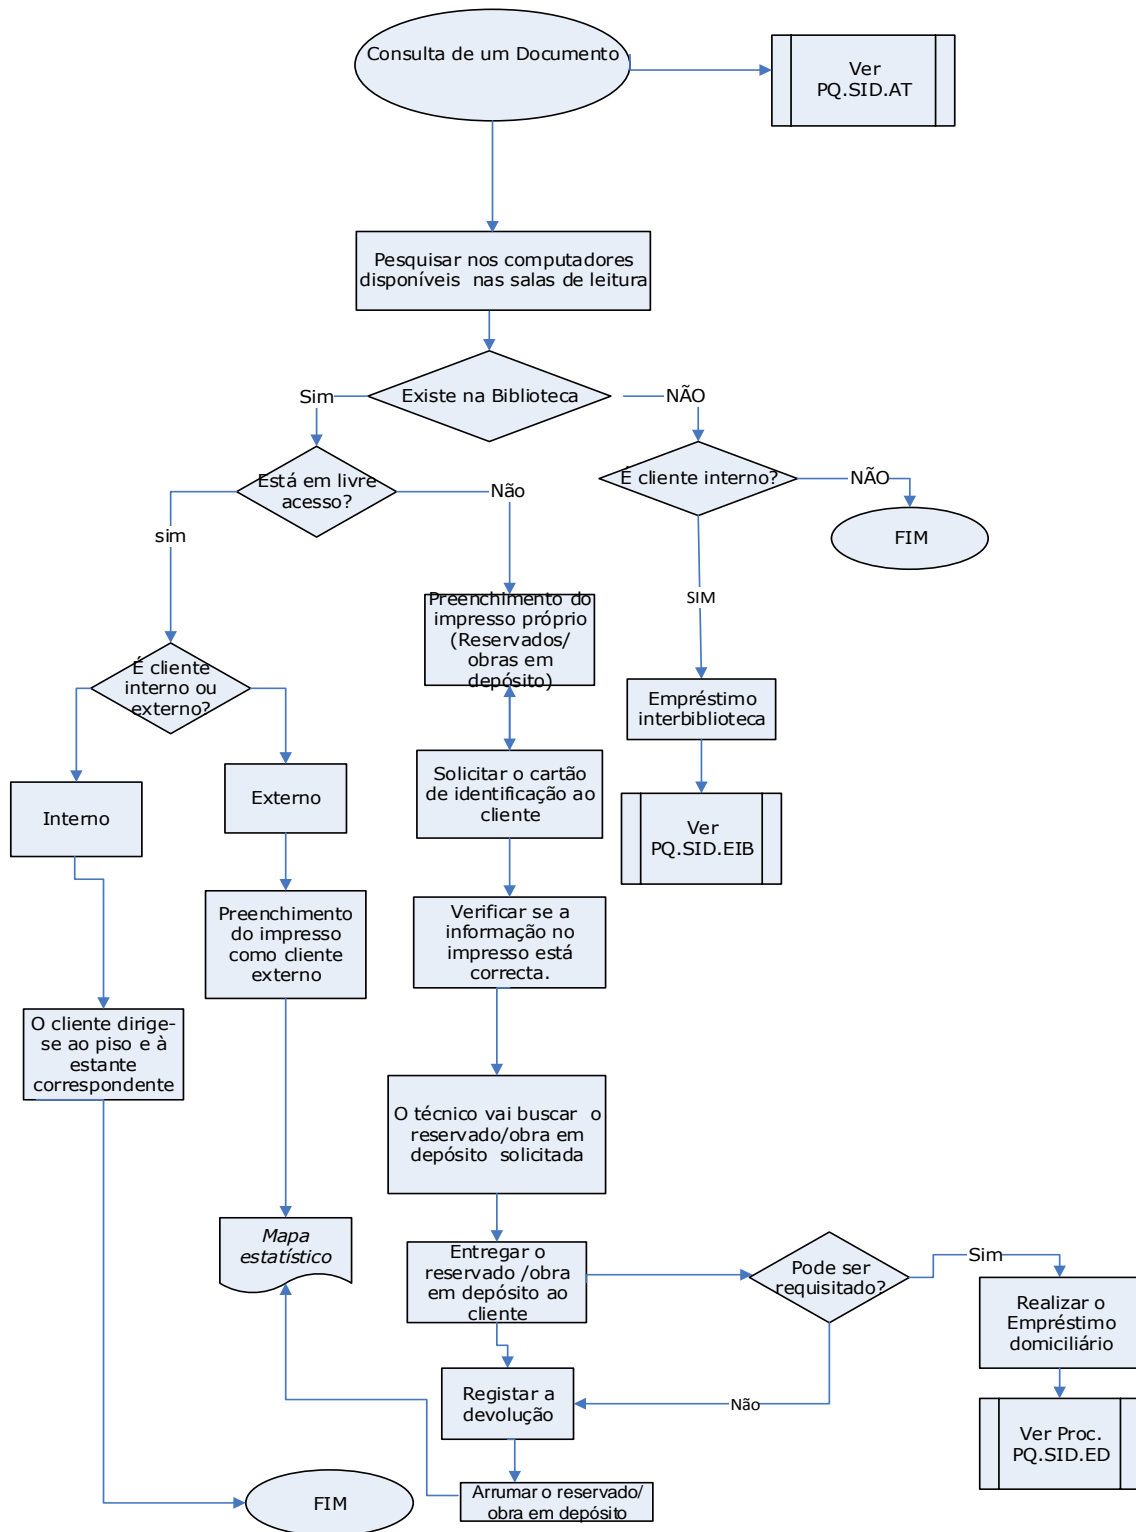 Consulta de um Documento
Ver
PQ.SID.AT
Pesquisar nos computadores
disponíveis nas salas de leitura
Existe na Biblioteca
Sim
NÃO
Está em livre
acesso?
É cliente interno?
sim
Não
NÃO
FIM
SIM
Preenchimento do
impresso próprio
(Reservados/
obras em
depósito)
É cliente
interno ou
externo?
Empréstimo
interbiblioteca
Interno
Externo
Solicitar o cartão
de identificação ao
cliente
Ver
PQ.SID.EIB
Preenchimento
do impresso
como cliente
externo
Verificar se a
informação no
impresso está
correcta.
O cliente dirige-
se ao piso e à
estante
correspondente
O técnico vai buscar o
reservado/obra em
depósito solicitada
Mapa
estatístico
Entregar o
reservado /obra
em depósito ao
cliente
Pode ser
requisitado?
Sim
Realizar o
Empréstimo
domiciliário
Registar a
devolução
Não
Ver Proc.
PQ.SID.ED
Arrumar o reservado/
obra em depósito
FIM